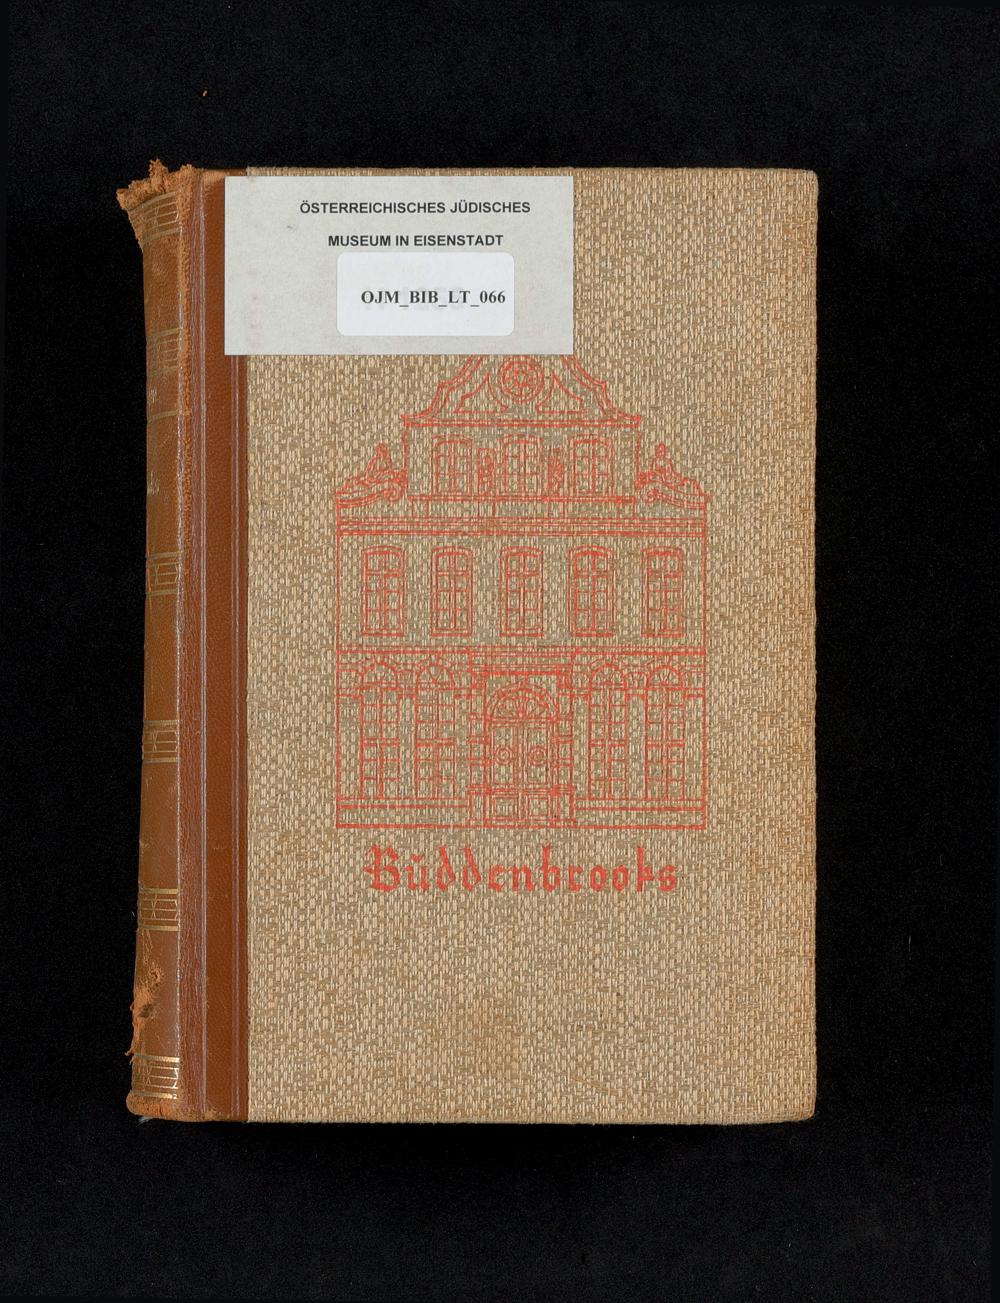 ÖSTERREICHISCHES JÜDISCHES
MUSEUM IN EISENSTADT
OJM_BIB_LT_066
Buddenbrooks